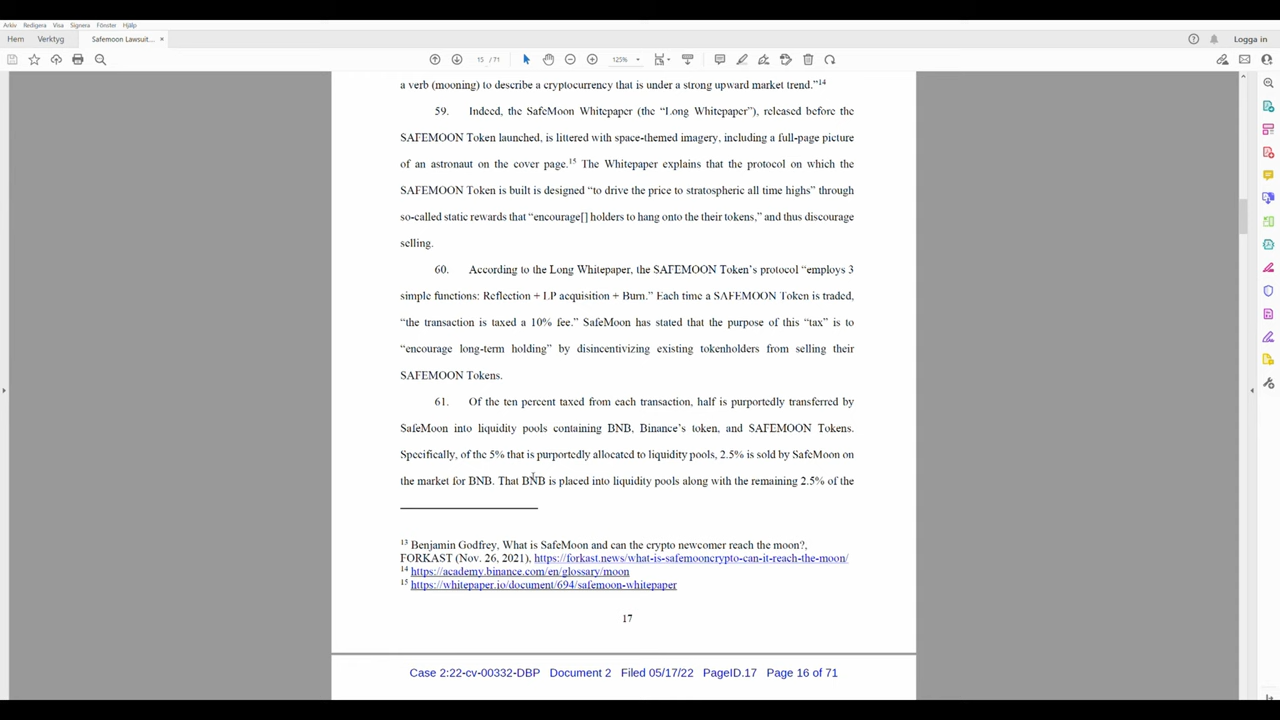 Arkiv Redigera Visa Signera Fönster Hjälp
Hem Verktyg Safemoon Lawsuit... × Logga in
15 / 71 125%
a verb (mooning) to describe a cryptocurrency that is under a strong upward market trend.”14
59. Indeed, the SafeMoon Whitepaper (the “Long Whitepaper”), released before the
SAFEMOON Token launched, is littered with space-themed imagery, including a full-page picture
of an astronaut on the cover page.15 The Whitepaper explains that the protocol on which the
SAFEMOON Token is built is designed “to drive the price to stratospheric all time highs” through
so-called static rewards that “encourage[] holders to hang onto the their tokens,” and thus discourage
selling.
60. According to the Long Whitepaper, the SAFEMOON Token’s protocol “employs 3
simple functions: Reflection + LP acquisition + Burn.” Each time a SAFEMOON Token is traded,
“the transaction is taxed a 10% fee.” SafeMoon has stated that the purpose of this “tax” is to
“encourage long-term holding” by disincentivizing existing tokenholders from selling their
SAFEMOON Tokens.
61. Of the ten percent taxed from each transaction, half is purportedly transferred by
SafeMoon into liquidity pools containing BNB, Binance’s token, and SAFEMOON Tokens.
Specifically, of the 5% that is purportedly allocated to liquidity pools, 2.5% is sold by SafeMoon on
the market for BNB. That BNB is placed into liquidity pools along with the remaining 2.5% of the
13 Benjamin Godfrey, What is SafeMoon and can the crypto newcomer reach the moon?,
FORKAST (Nov. 26, 2021), https://forkast.news/what-is-safemooncrypto-can-it-reach-the-moon/
14 https://academy.binance.com/en/glossary/moon
15 https://whitepaper.io/document/694/safemoon-whitepaper
17
Case 2:22-cv-00332-DBP Document 2 Filed 05/17/22 PageID.17 Page 16 of 71